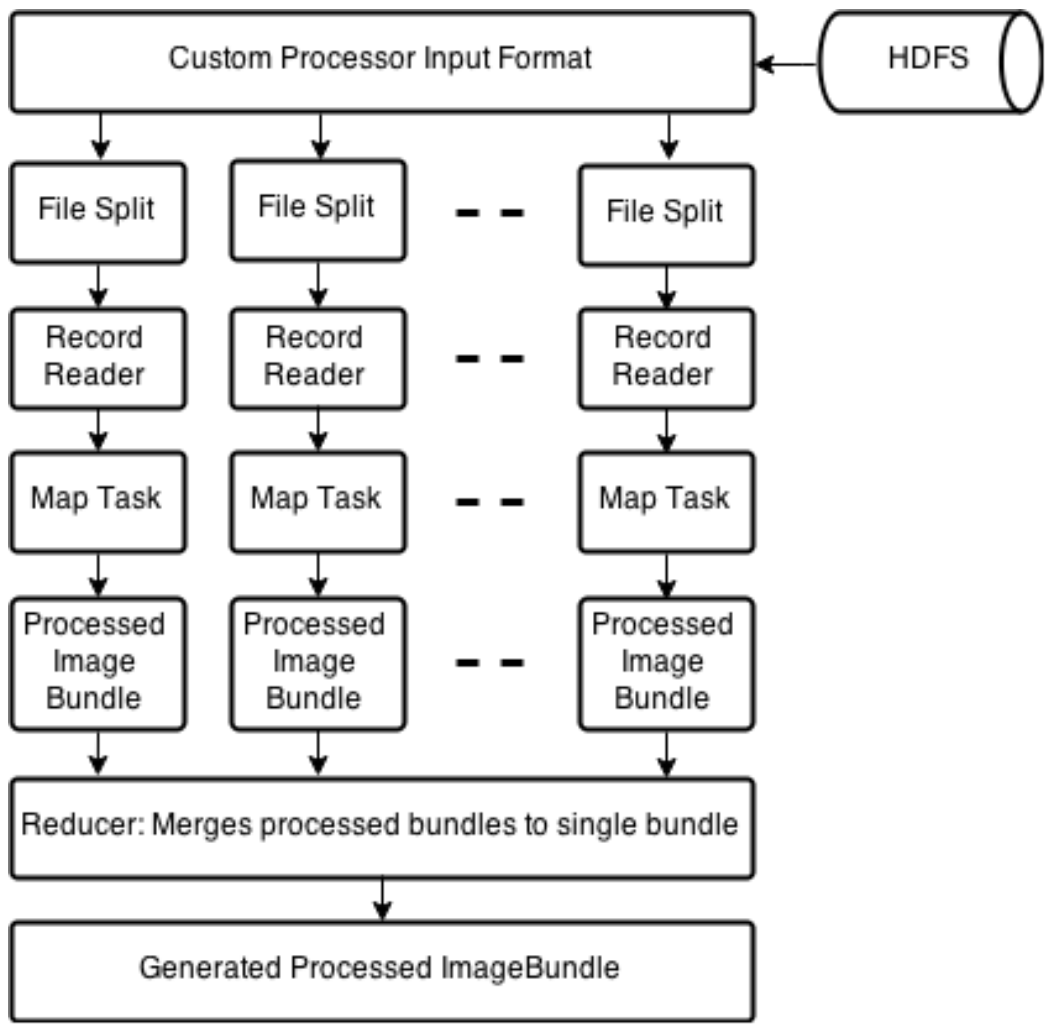 Custom Processor Input Format
HDFS
File Split
File Split
File Split
Record
Reader
Record
Reader
Record
Reader
Map Task
Map Task
Map Task
Processed
Image
Bundle
Processed
Image
Bundle
Processed
Image
Bundle
Reducer: Merges processed bundles to single bundle
Generated Processed ImageBundle